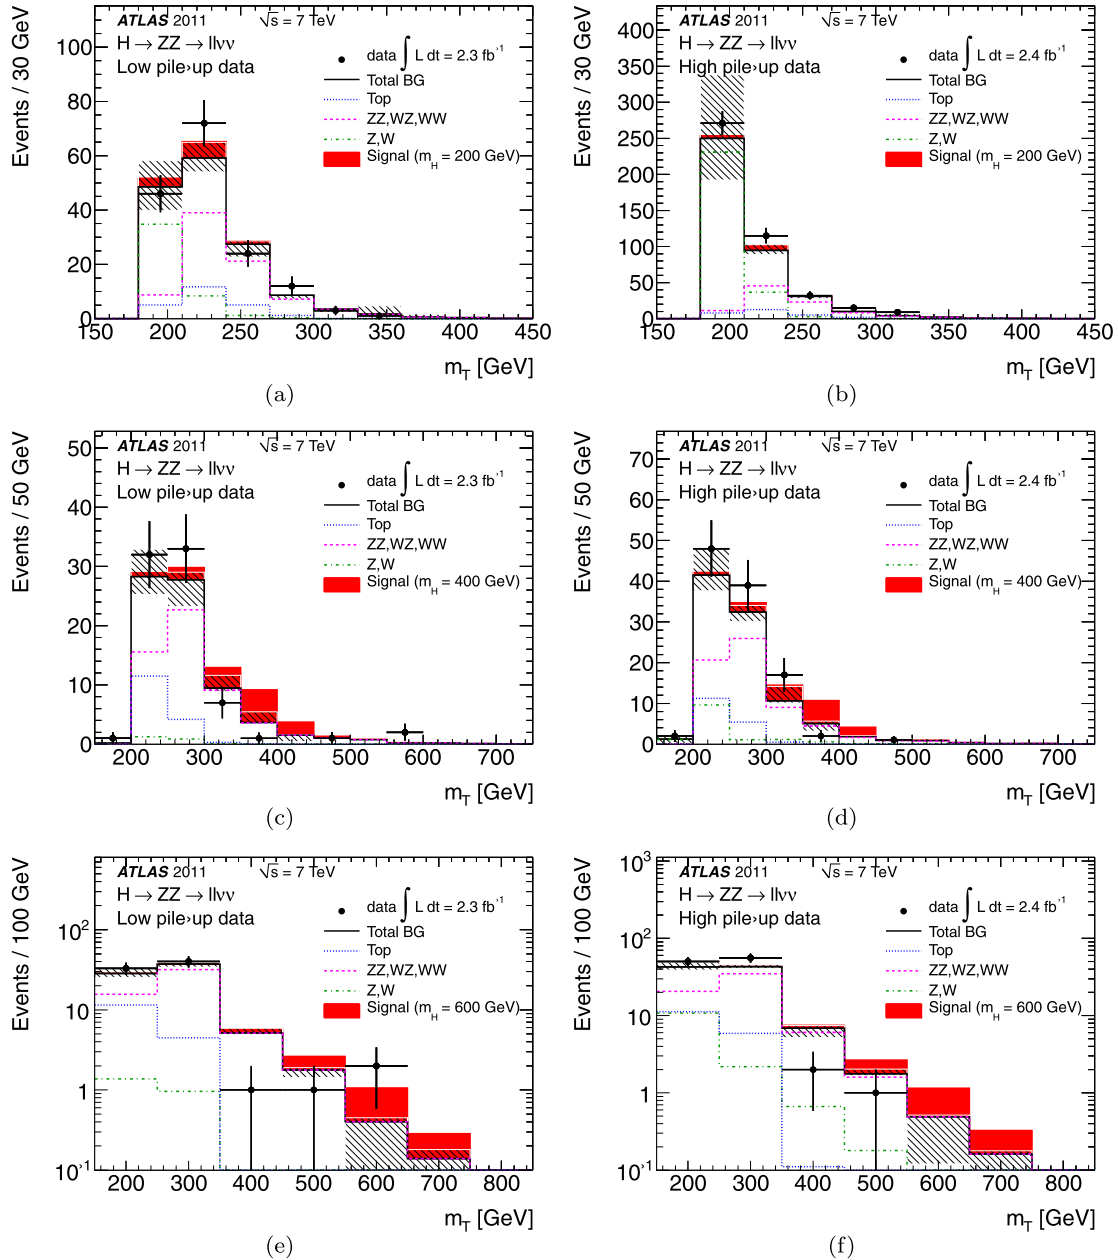 ATLAS 2011 √s = 7 TeV
H → ZZ → llνν
Low pile›up data
data ∫ L dt = 2.3 fb›1
Total BG
Top
ZZ,WZ,WW
Z,W
Signal (mH = 200 GeV)
Events / 30 GeV
100
80
60
40
20
0
150 200 250 300 350 400 450
mT [GeV]
(a)
ATLAS 2011 √s = 7 TeV
H → ZZ → llνν
High pile›up data
data ∫ L dt = 2.4 fb›1
Total BG
Top
ZZ,WZ,WW
Z,W
Signal (mH = 200 GeV)
Events / 30 GeV
400
350
300
250
200
150
100
50
0
150 200 250 300 350 400 450
mT [GeV]
(b)
ATLAS 2011 √s = 7 TeV
H → ZZ → llνν
Low pile›up data
data ∫ L dt = 2.3 fb›1
Total BG
Top
ZZ,WZ,WW
Z,W
Signal (mH = 400 GeV)
Events / 50 GeV
50
40
30
20
10
0
200 300 400 500 600 700
mT [GeV]
(c)
ATLAS 2011 √s = 7 TeV
H → ZZ → llνν
High pile›up data
data ∫ L dt = 2.4 fb›1
Total BG
Top
ZZ,WZ,WW
Z,W
Signal (mH = 400 GeV)
Events / 50 GeV
70
60
50
40
30
20
10
0
200 300 400 500 600 700
mT [GeV]
(d)
ATLAS 2011 √s = 7 TeV
H → ZZ → llνν
Low pile›up data
data ∫ L dt = 2.3 fb›1
Total BG
Top
ZZ,WZ,WW
Z,W
Signal (mH = 600 GeV)
Events / 100 GeV
10²
10
1
10›1
200 300 400 500 600 700 800
mT [GeV]
(e)
ATLAS 2011 √s = 7 TeV
H → ZZ → llνν
High pile›up data
data ∫ L dt = 2.4 fb›1
Total BG
Top
ZZ,WZ,WW
Z,W
Signal (mH = 600 GeV)
Events / 100 GeV
10³
10²
10
1
10›1
200 300 400 500 600 700 800
mT [GeV]
(f)